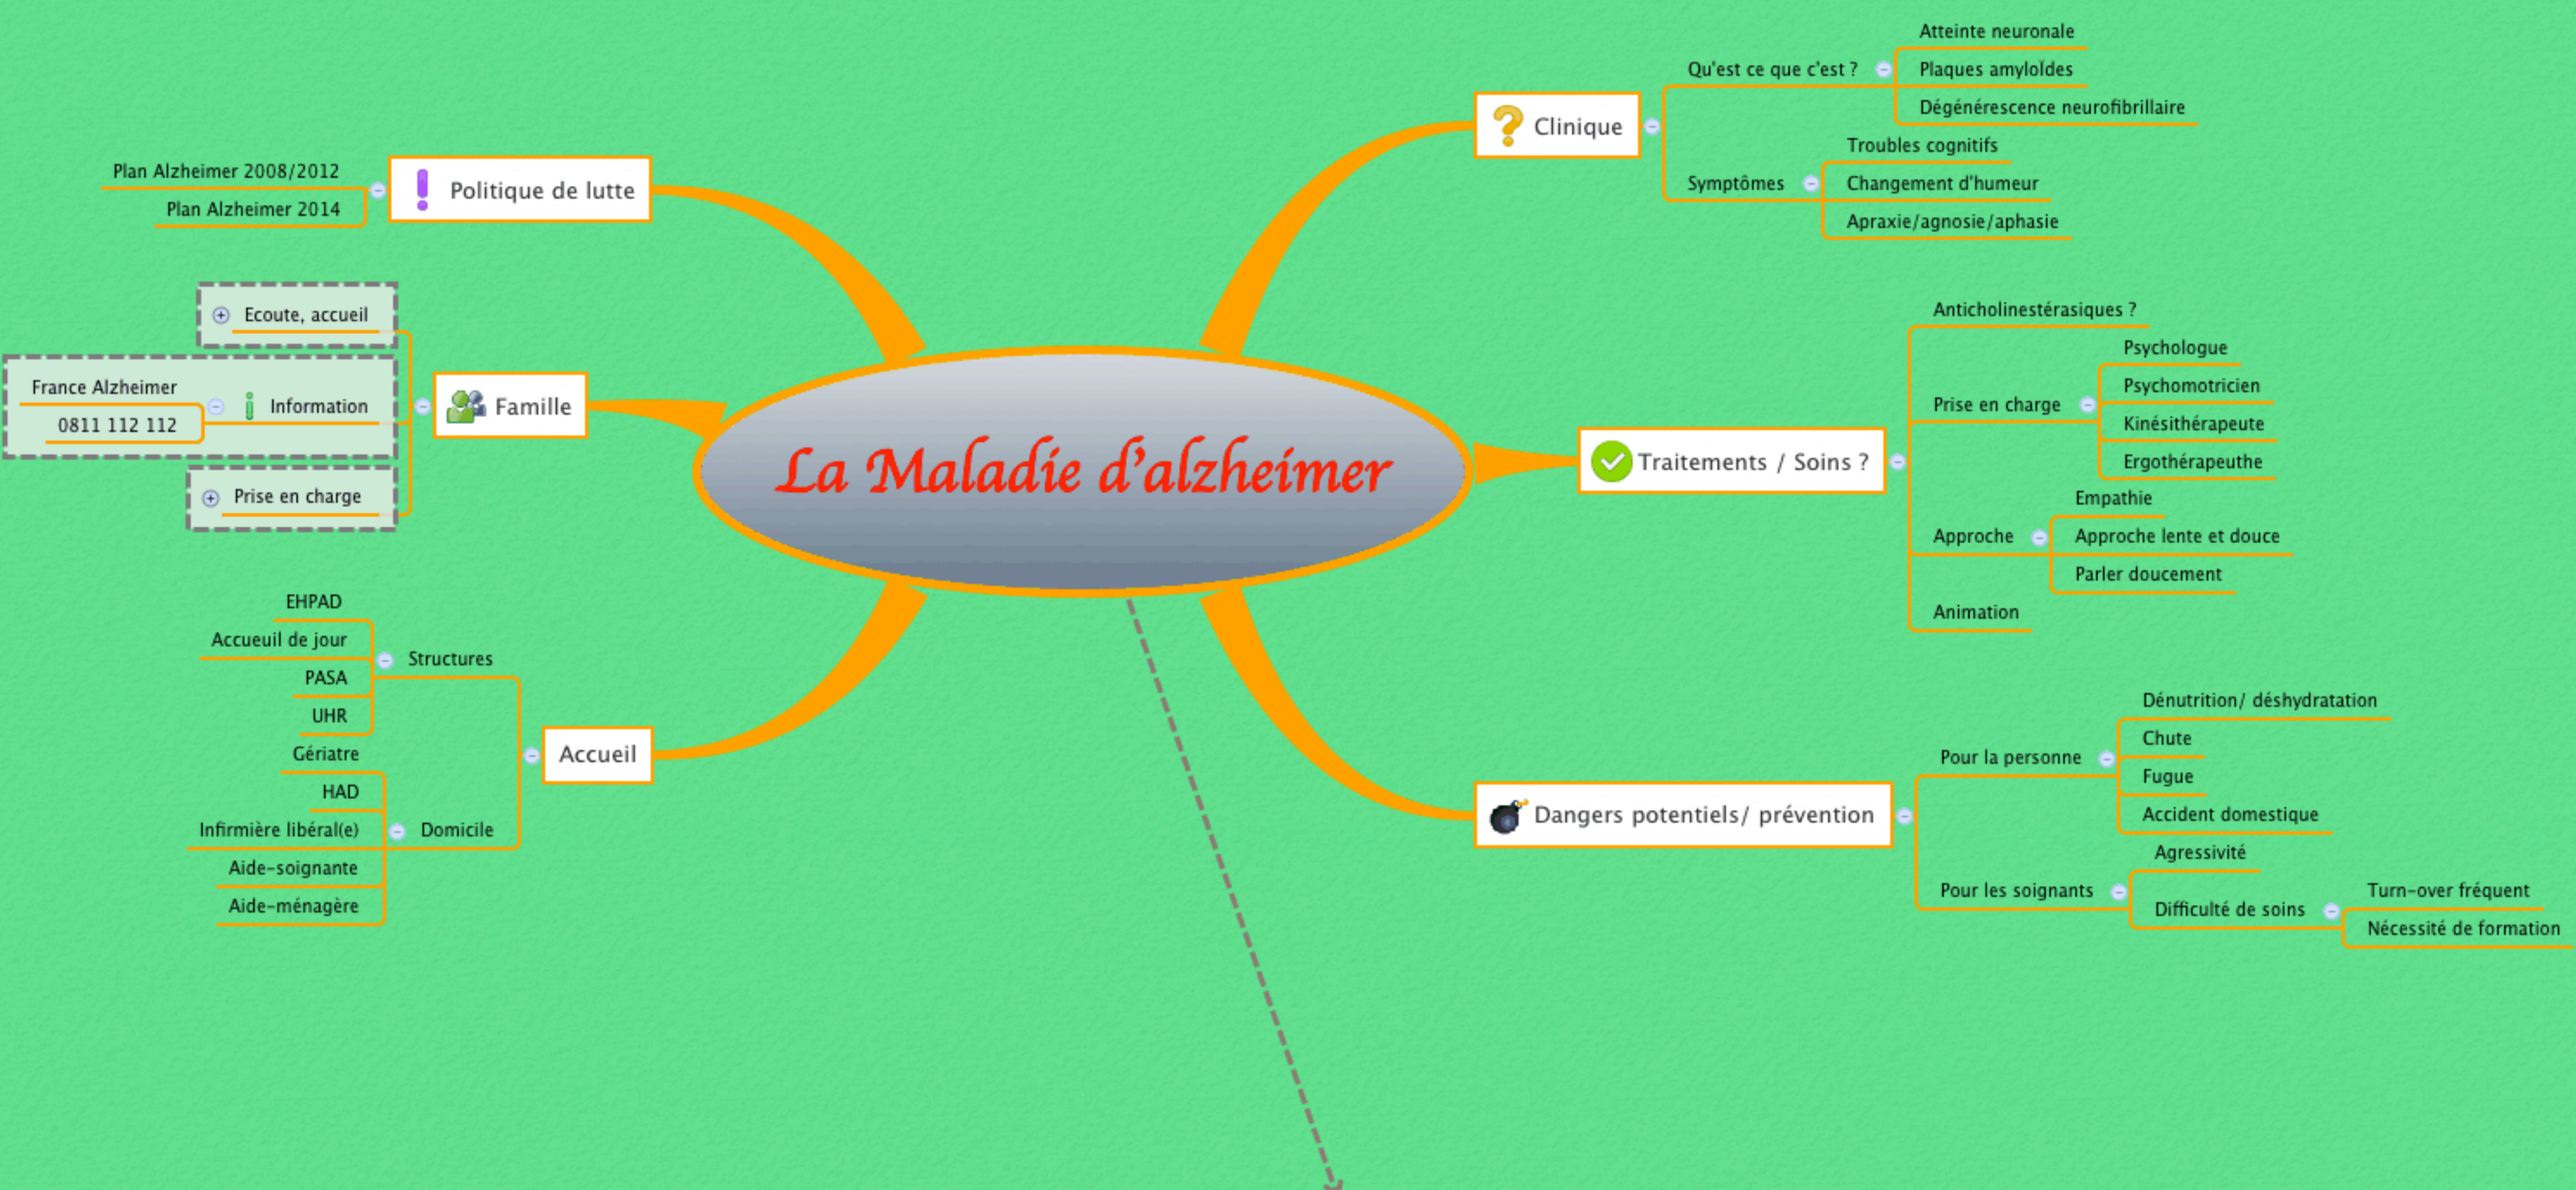 La Maladie d'alzheimer
Clinique
Qu'est ce que c'est ?
Atteinte neuronale
Plaques amyloïdes
Dégénérescence neurofibrillaire
Symptômes
Troubles cognitifs
Changement d'humeur
Apraxie/agnosie/aphasie
Traitements / Soins ?
Anticholinestérasiques ?
Prise en charge
Psychologue
Psychomotricien
Kinésithérapeute
Ergothérapeuthe
Approche
Empathie
Approche lente et douce
Parler doucement
Animation
Dangers potentiels/ prévention
Pour la personne
Dénutrition/ déshydratation
Chute
Fugue
Accident domestique
Pour les soignants
Agressivité
Difficulté de soins
Turn-over fréquent
Nécessité de formation
Politique de lutte
Plan Alzheimer 2008/2012
Plan Alzheimer 2014
Famille
Ecoute, accueil
Information
France Alzheimer
0811 112 112
Prise en charge
Accueil
Structures
EHPAD
Accueuil de jour
PASA
UHR
Domicile
Gériatre
HAD
Infirmière libéral(e)
Aide-soignante
Aide-ménagère